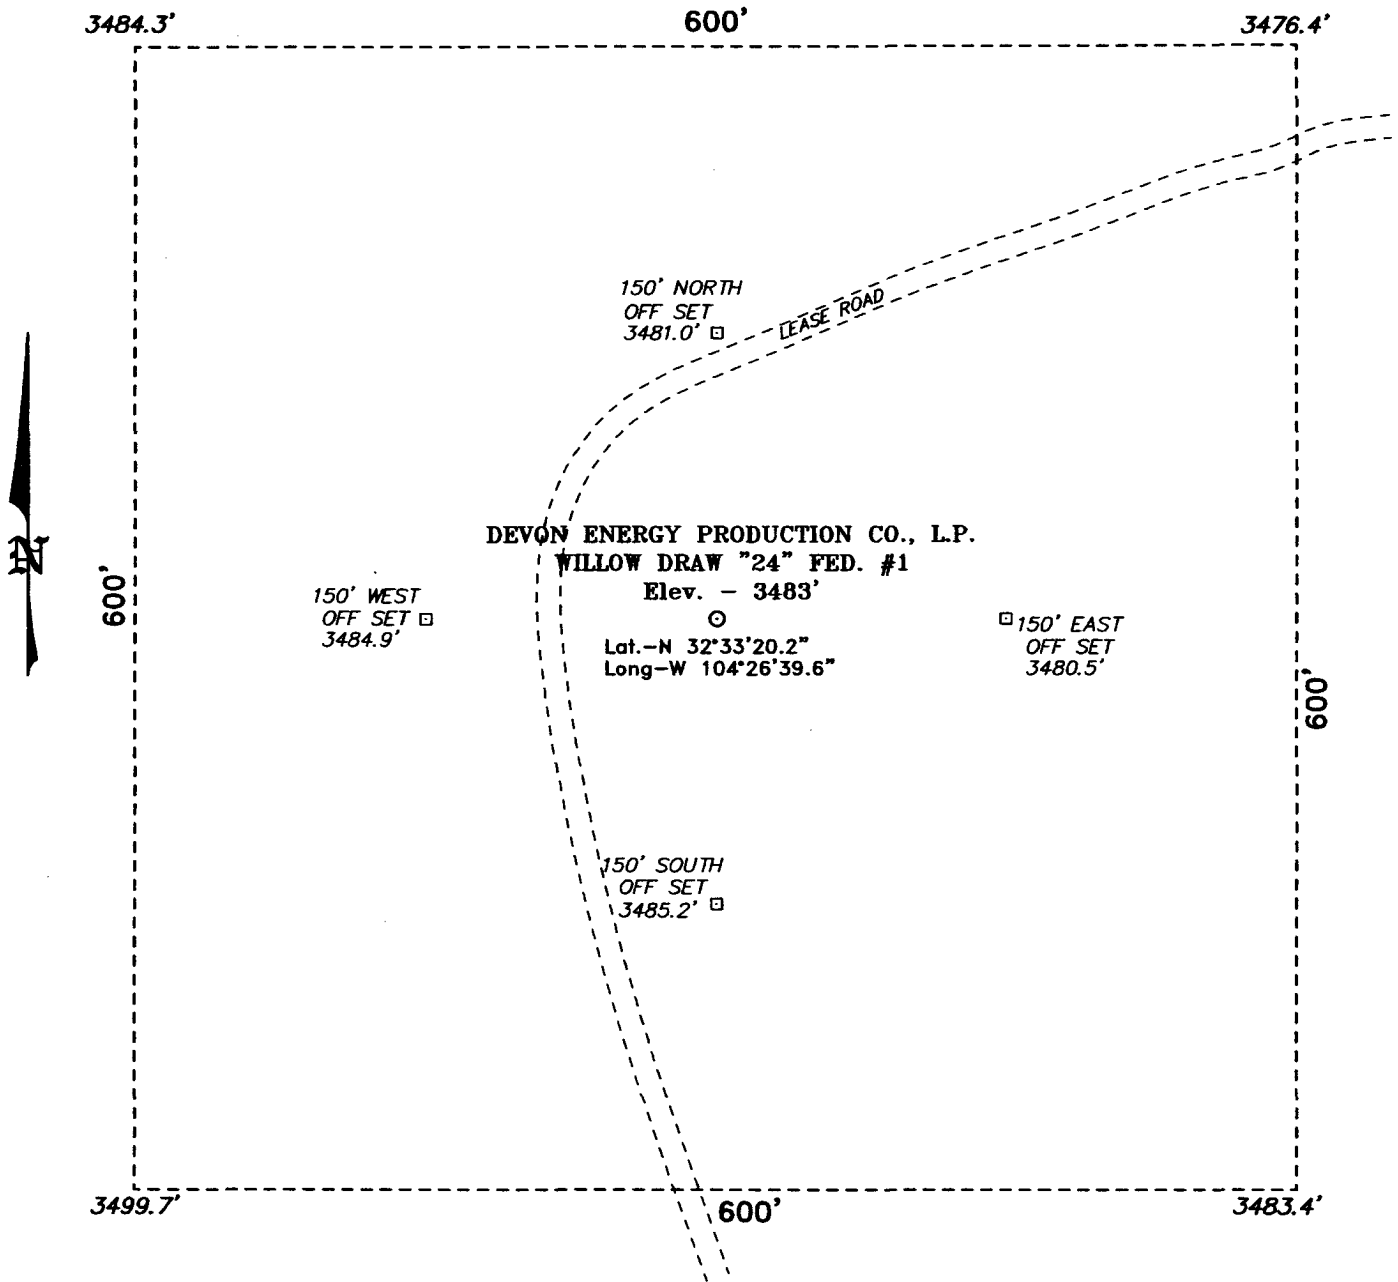 3484.3'
600'
3476.4'
150' NORTH
OFF SET
3481.0'
LEASE ROAD
N
DEVON ENERGY PRODUCTION CO., L.P.
WILLOW DRAW "24" FED. #1
Elev. - 3483'
600'
150' WEST
OFF SET
3484.9'
Lat.-N 32°33'20.2"
Long-W 104°26'39.6"
150' EAST
OFF SET
3480.5'
600'
150' SOUTH
OFF SET
3485.2'
3499.7'
600'
3483.4'